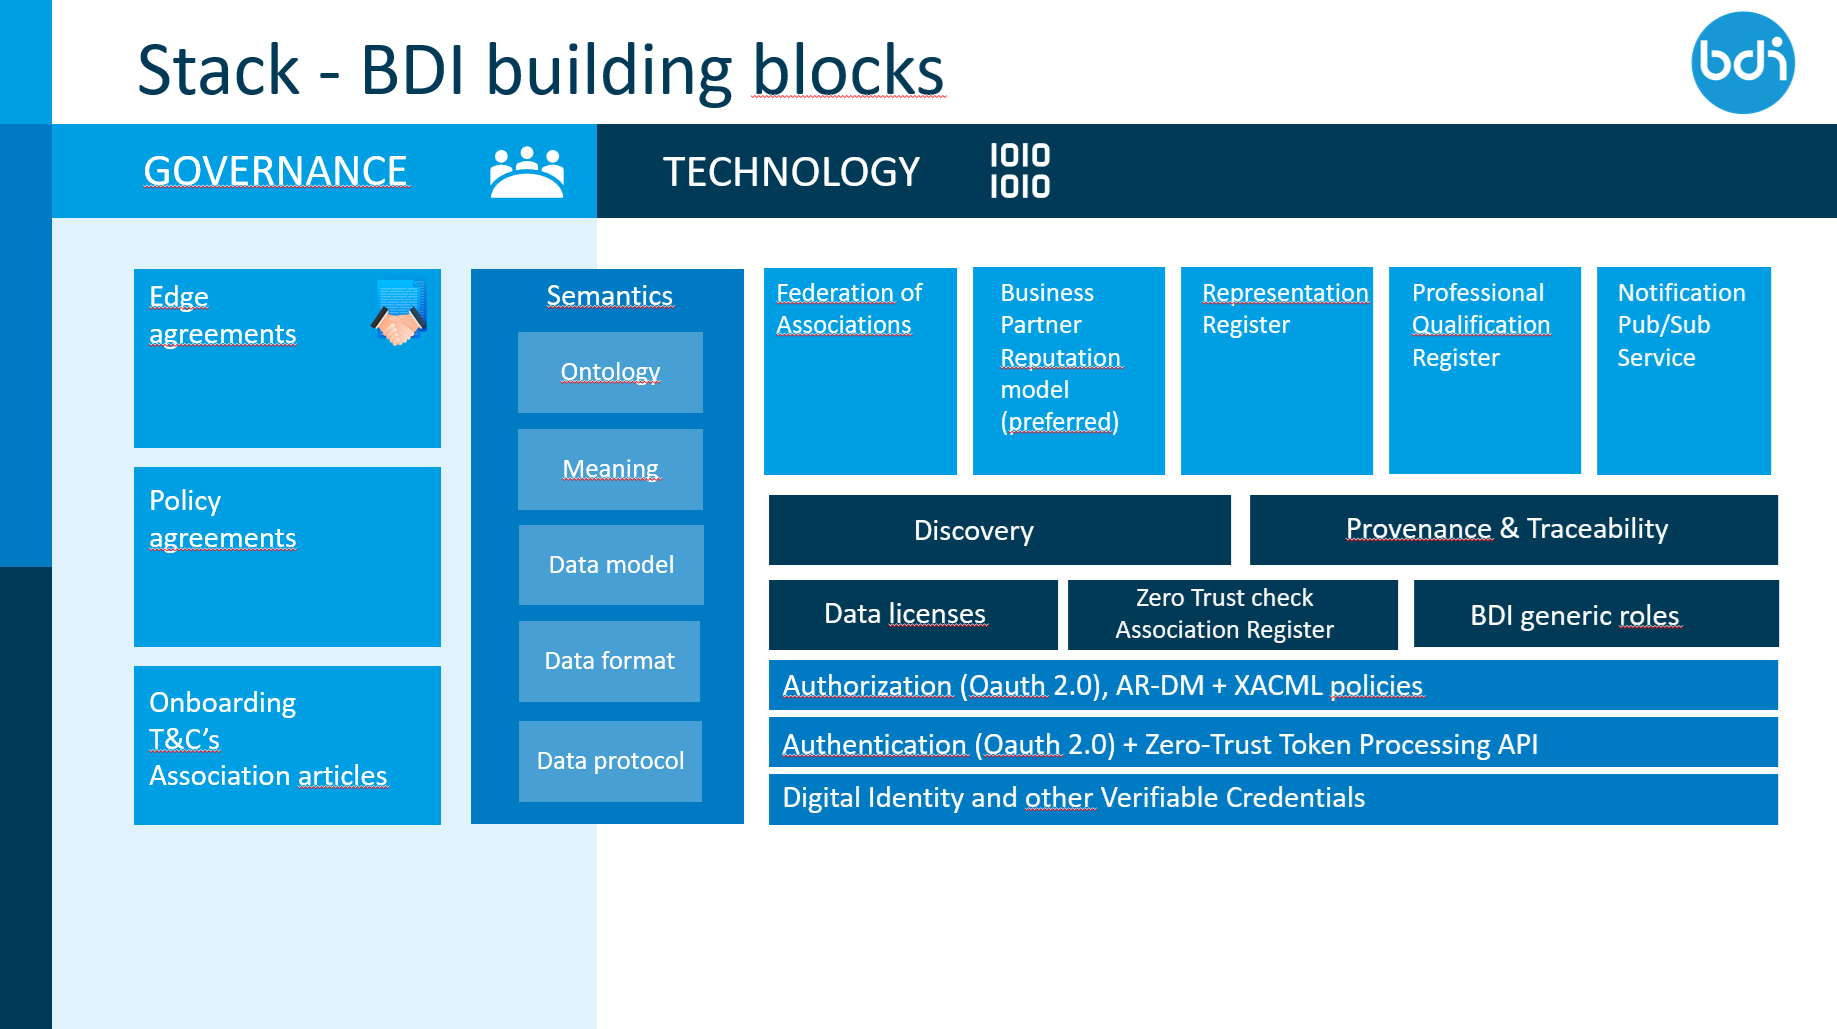 Stack - BDI building blocks
bdi
GOVERNANCE
TECHNOLOGY
IOIO
IOIO
Edge
agreements
Policy
agreements
Onboarding
T&C’s
Association articles
Semantics
Ontology
Meaning
Data model
Data format
Data protocol
Federation of
Associations
Business
Partner
Reputation
model
(preferred)
Representation
Register
Professional
Qualification
Register
Notification
Pub/Sub
Service
Discovery
Provenance & Traceability
Data licenses
Zero Trust check
Association Register
BDI generic roles
Authorization (Oauth 2.0), AR-DM + XACML policies
Authentication (Oauth 2.0) + Zero-Trust Token Processing API
Digital Identity and other Verifiable Credentials